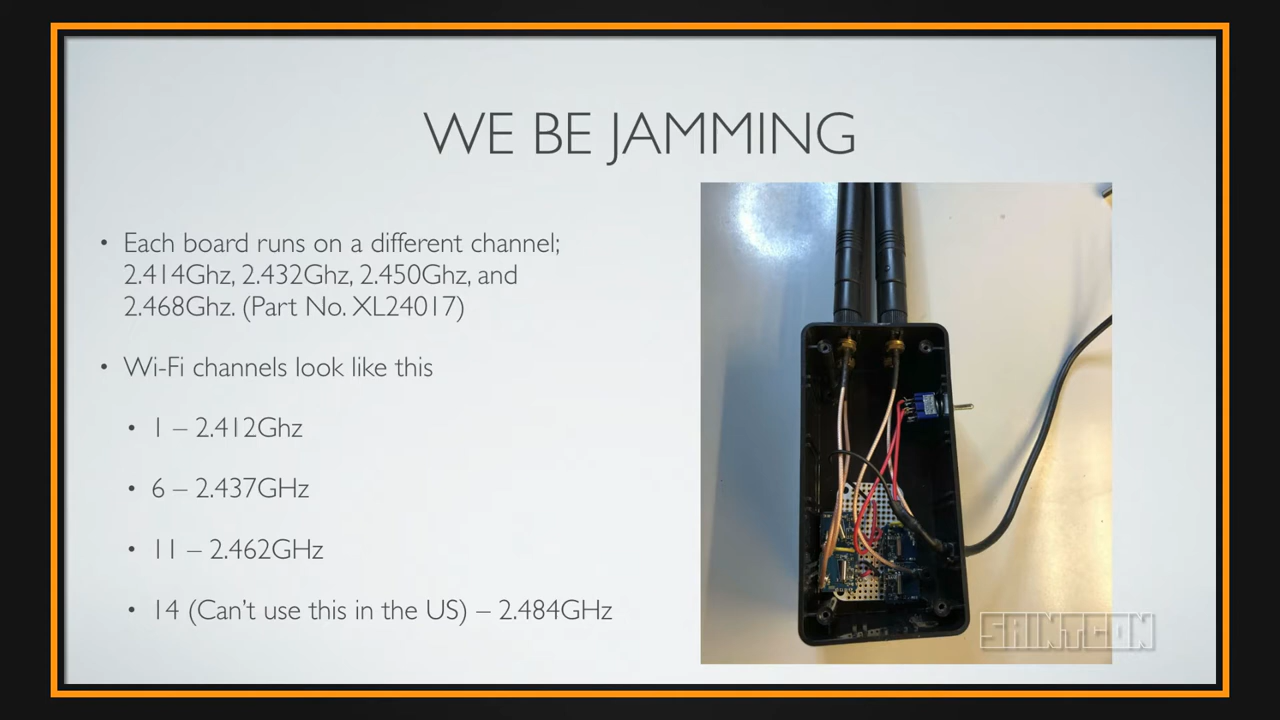 WE BE JAMMING
• Each board runs on a different channel;
2.414Ghz, 2.432Ghz, 2.450Ghz, and
2.468Ghz. (Part No. XL24017)
• Wi-Fi channels look like this
• 1 – 2.412Ghz
• 6 – 2.437GHz
• 11 – 2.462GHz
• 14 (Can't use this in the US) – 2.484GHz
SAINTCON